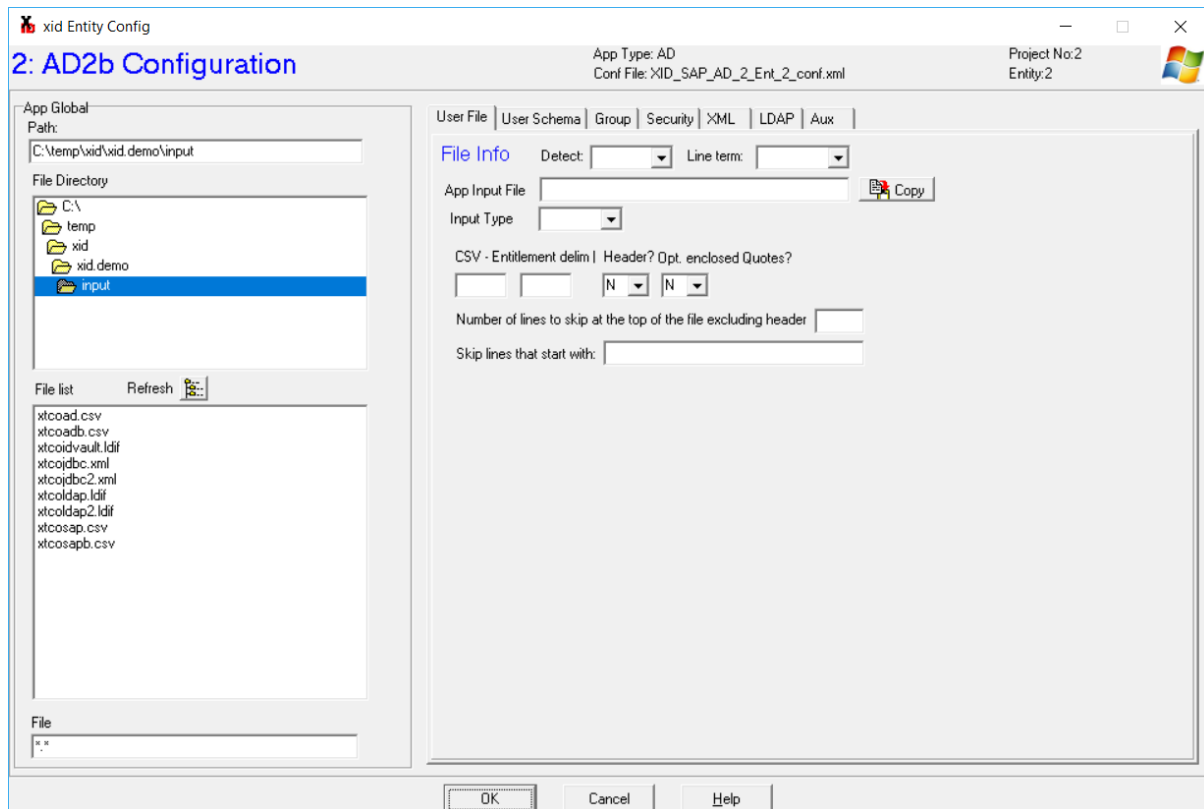 xid Entity Config
2: AD2b Configuration
App Type: AD
Conf File: XID_SAP_AD_2_Ent_2_conf.xml
Project No:2
Entity:2
App Global
Path:
C:\temp\xid\xid.demo\input
File Directory
C:\
temp
xid
xid.demo
input
File list
Refresh
xtcoad.csv
xtcoadb.csv
xtcoidvault.ldif
xtcojdbc.xml
xtcojdbc2.xml
xtcoldap.ldif
xtcoldap2.ldif
xtcosap.csv
xtcosapb.csv
File
*.*
User File
User Schema
Group
Security
XML
LDAP
Aux
File Info
Detect:
Line term:
App Input File
Copy
Input Type
CSV - Entitlement delim | Header? Opt. enclosed Quotes?
N
N
Number of lines to skip at the top of the file excluding header
Skip lines that start with:
OK
Cancel
Help